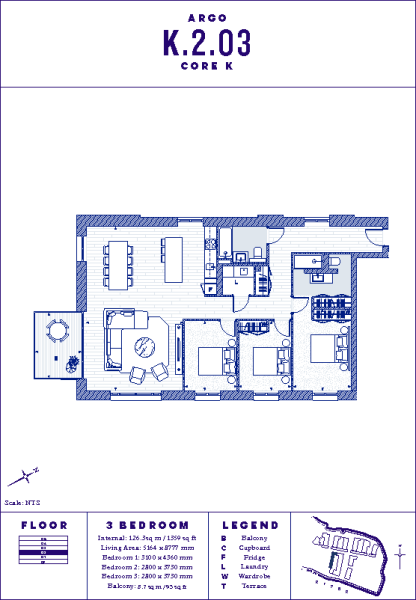 ARGO
K.2.03
CORE K
N
Scale: NTS
FLOOR
3 BEDROOM
Internal: 126.3sq m / 1359 sq ft
Living Area: 5164 x 8777 mm
Bedroom 1: 3100 x 4360 mm
Bedroom 2: 2800 x 3750 mm
Bedroom 3: 2800 x 3750 mm
Balcony: 8.7 sq m /93 sq ft
LEGEND
B Balcony
C Cupboard
F Fridge
L Laundry
W Wardrobe
T Terrace